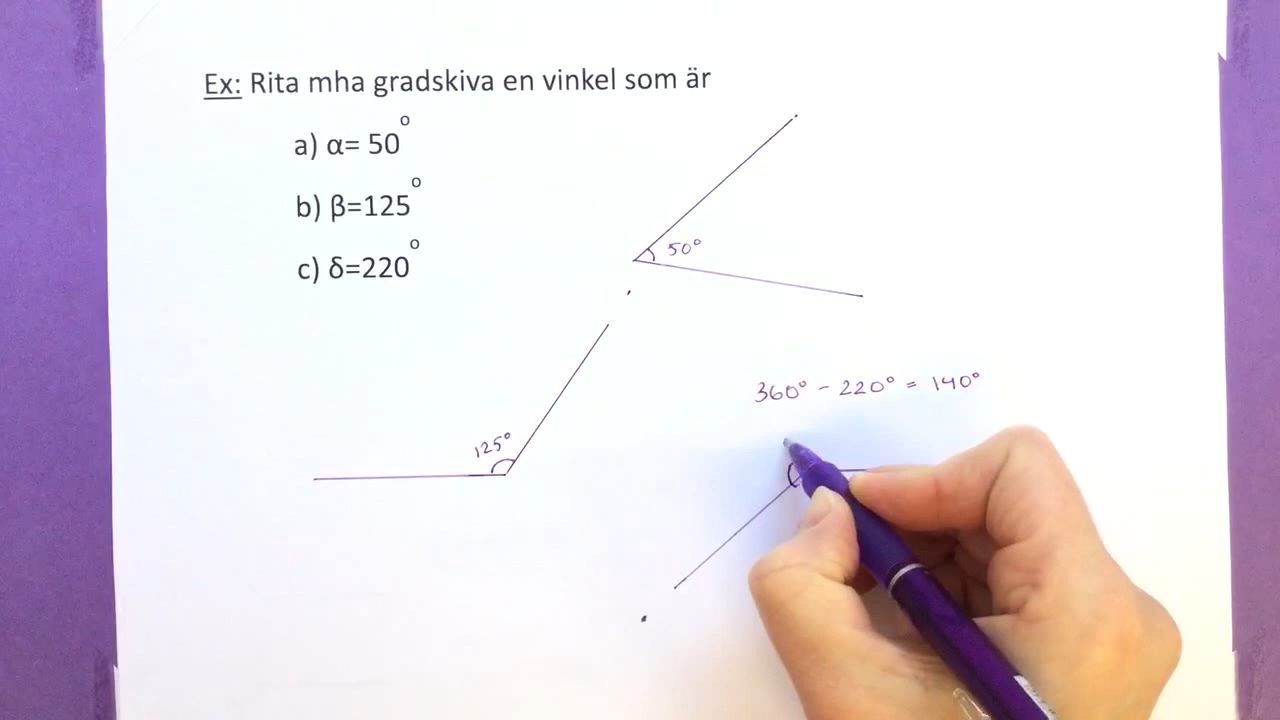 Ex: Rita mha gradskiva en vinkel som är
a) α= 50°
b) β=125°
c) δ=220°
50°
360° - 220° = 140°
125°